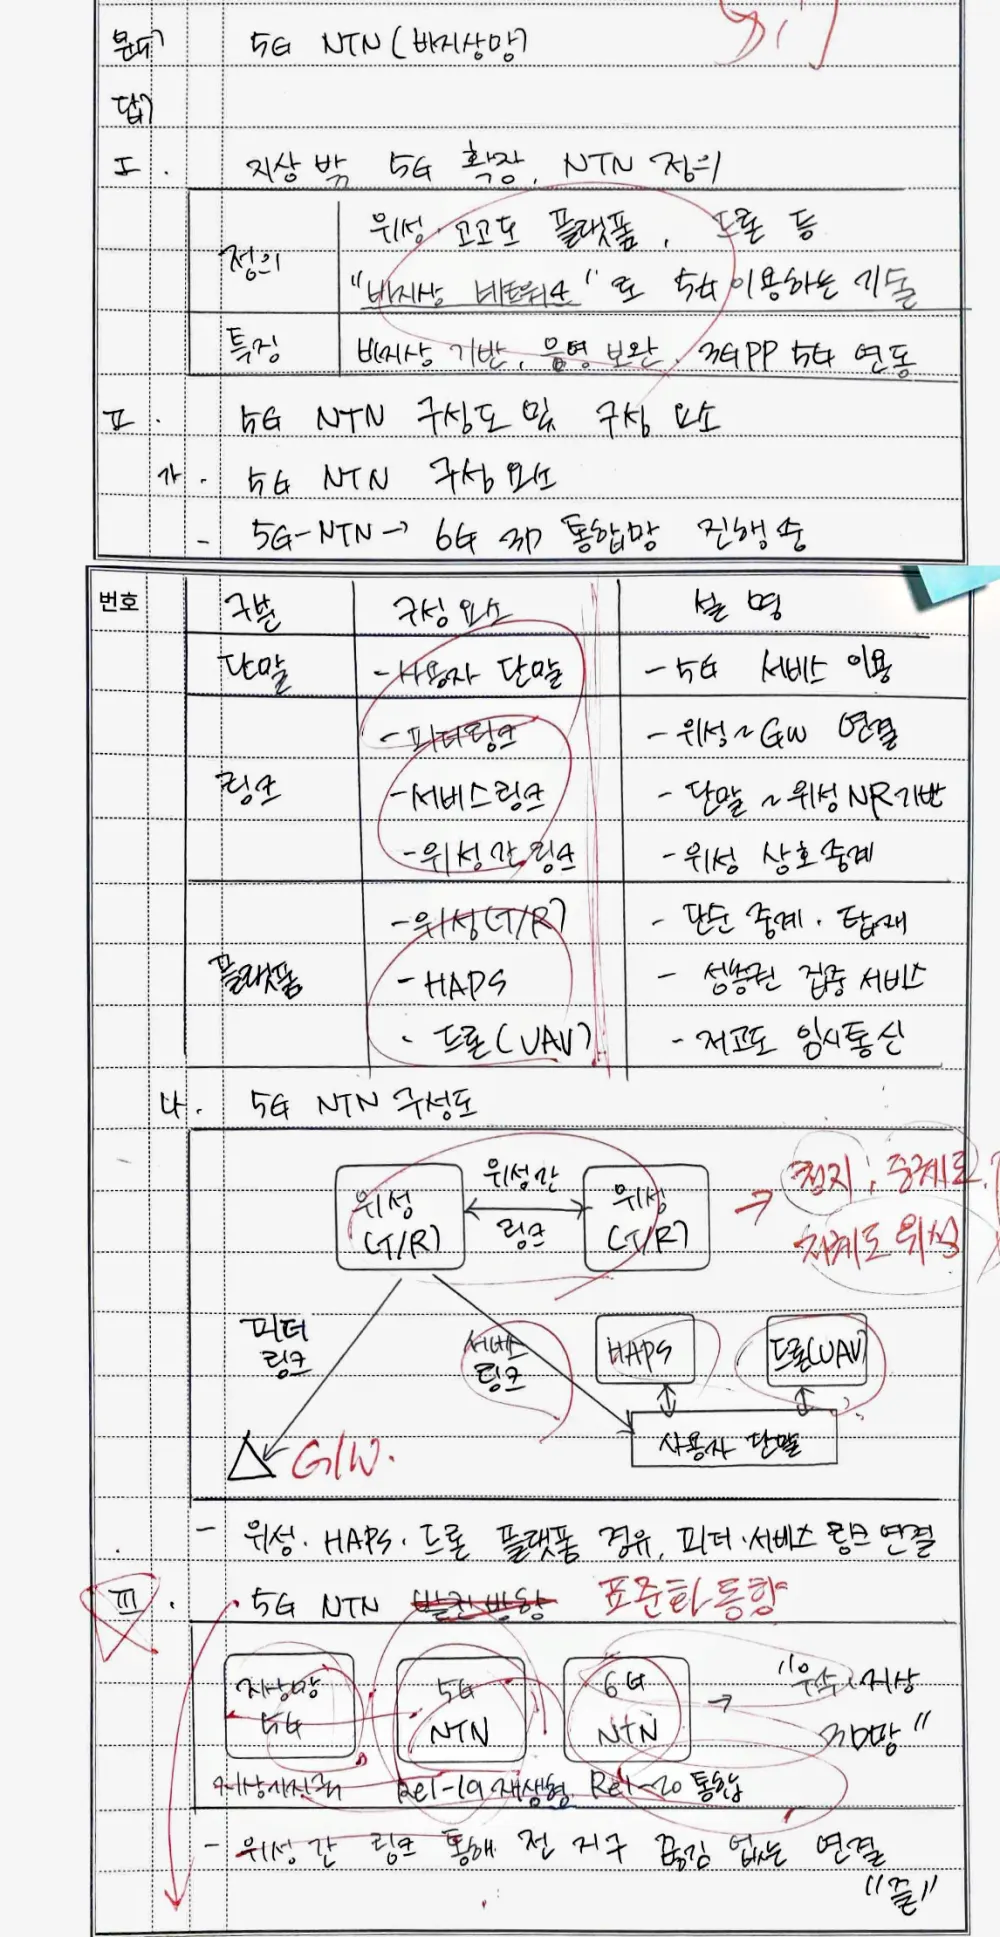 문제 5G NTN (비지상망)
답)
I. 지상 밖 5G 확장, NTN 정의
정의 위성·고고도 플랫폼, 드론 등
"비지상 네트워크"로 5G 이용하는 기술
특징 비지상 기반, 음영 보완, 3GPP 5G 연동
II. 5G NTN 구성도 및 구성 요소
가. 5G NTN 구성요소
- 5G-NTN → 6G 3D 통합망 진행 중
번호 구분 구성요소 설명
단말 - 사용자 단말 - 5G 서비스 이용
- 피더링크 - 위성~GW 연결
링크 - 서비스링크 - 단말~위성 NR기반
- 위성간 링크 - 위성 상호중계
- 위성(T/R) - 단순 중계·탑재
플랫폼 - HAPS - 성층권 집중 서비스
· 드론(UAV) - 저고도 임시통신
나. 5G NTN 구성도
위성 (T/R)
위성간 링크
위성 (T/R)
→ 정지, 중계로,
저궤도 위성
피더 링크
서비스 링크
HAPS
드론(UAV)
G/W.
사용자 단말
- 위성·HAPS·드론 플랫폼 경유, 피더·서비스 링크 연결
III. 5G NTN 발전방향 표준화 동향
지상망 5G
5G NTN
6G NTN
→ "우주·지상
3D망"
Rel-19 재생형
Rel-20 통합
- 위성 간 링크 통해 전 지구 끊김 없는 연결
"끝"